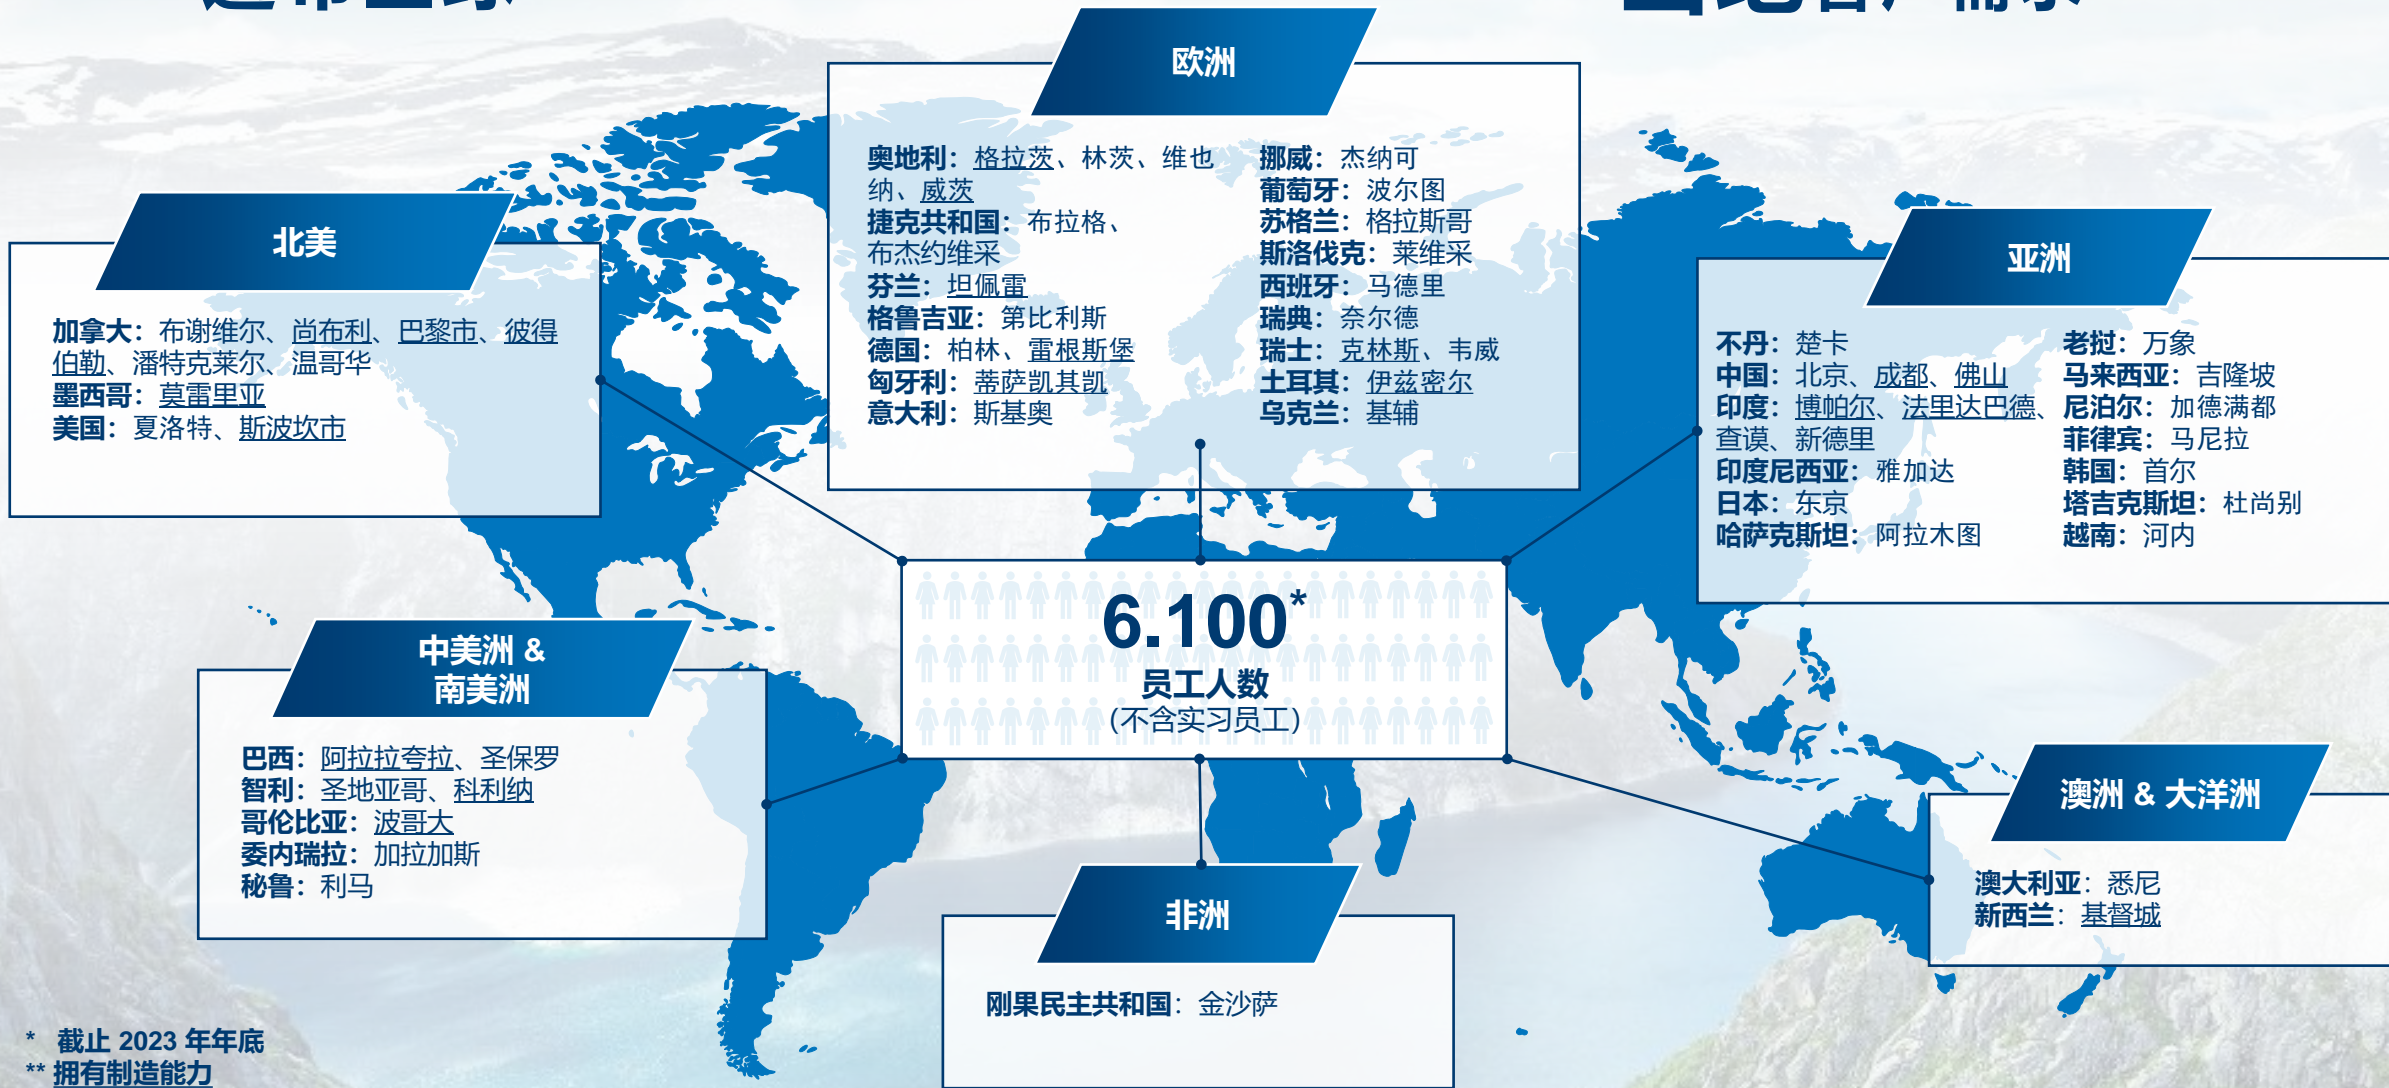 欧洲
奥地利：格拉茨、林茨、维也
纳、威茨
捷克共和国：布拉格、
布杰约维采
芬兰：坦佩雷
格鲁吉亚：第比利斯
德国：柏林、雷根斯堡
匈牙利：蒂萨凯其凯
意大利：斯基奥
挪威：杰纳可
葡萄牙：波尔图
苏格兰：格拉斯哥
斯洛伐克：莱维采
西班牙：马德里
瑞典：奈尔德
瑞士：克林斯、韦威
土耳其：伊兹密尔
乌克兰：基辅
北美
加拿大：布谢维尔、尚布利、巴黎市、彼得
伯勒、潘特克莱尔、温哥华
墨西哥：莫雷里亚
美国：夏洛特、斯波坎市
亚洲
不丹：楚卡
中国：北京、成都、佛山
印度：博帕尔、法里达巴德、
查谟、新德里
印度尼西亚：雅加达
日本：东京
哈萨克斯坦：阿拉木图
老挝：万象
马来西亚：吉隆坡
尼泊尔：加德满都
菲律宾：马尼拉
韩国：首尔
塔吉克斯坦：杜尚别
越南：河内
6.100*
员工人数
(不含实习员工)
中美洲 &
南美洲
巴西：阿拉拉夸拉、圣保罗
智利：圣地亚哥、科利纳
哥伦比亚：波哥大
委内瑞拉：加拉加斯
秘鲁：利马
澳洲 & 大洋洲
澳大利亚：悉尼
新西兰：基督城
非洲
刚果民主共和国：金沙萨
* 截止 2023 年年底
** 拥有制造能力